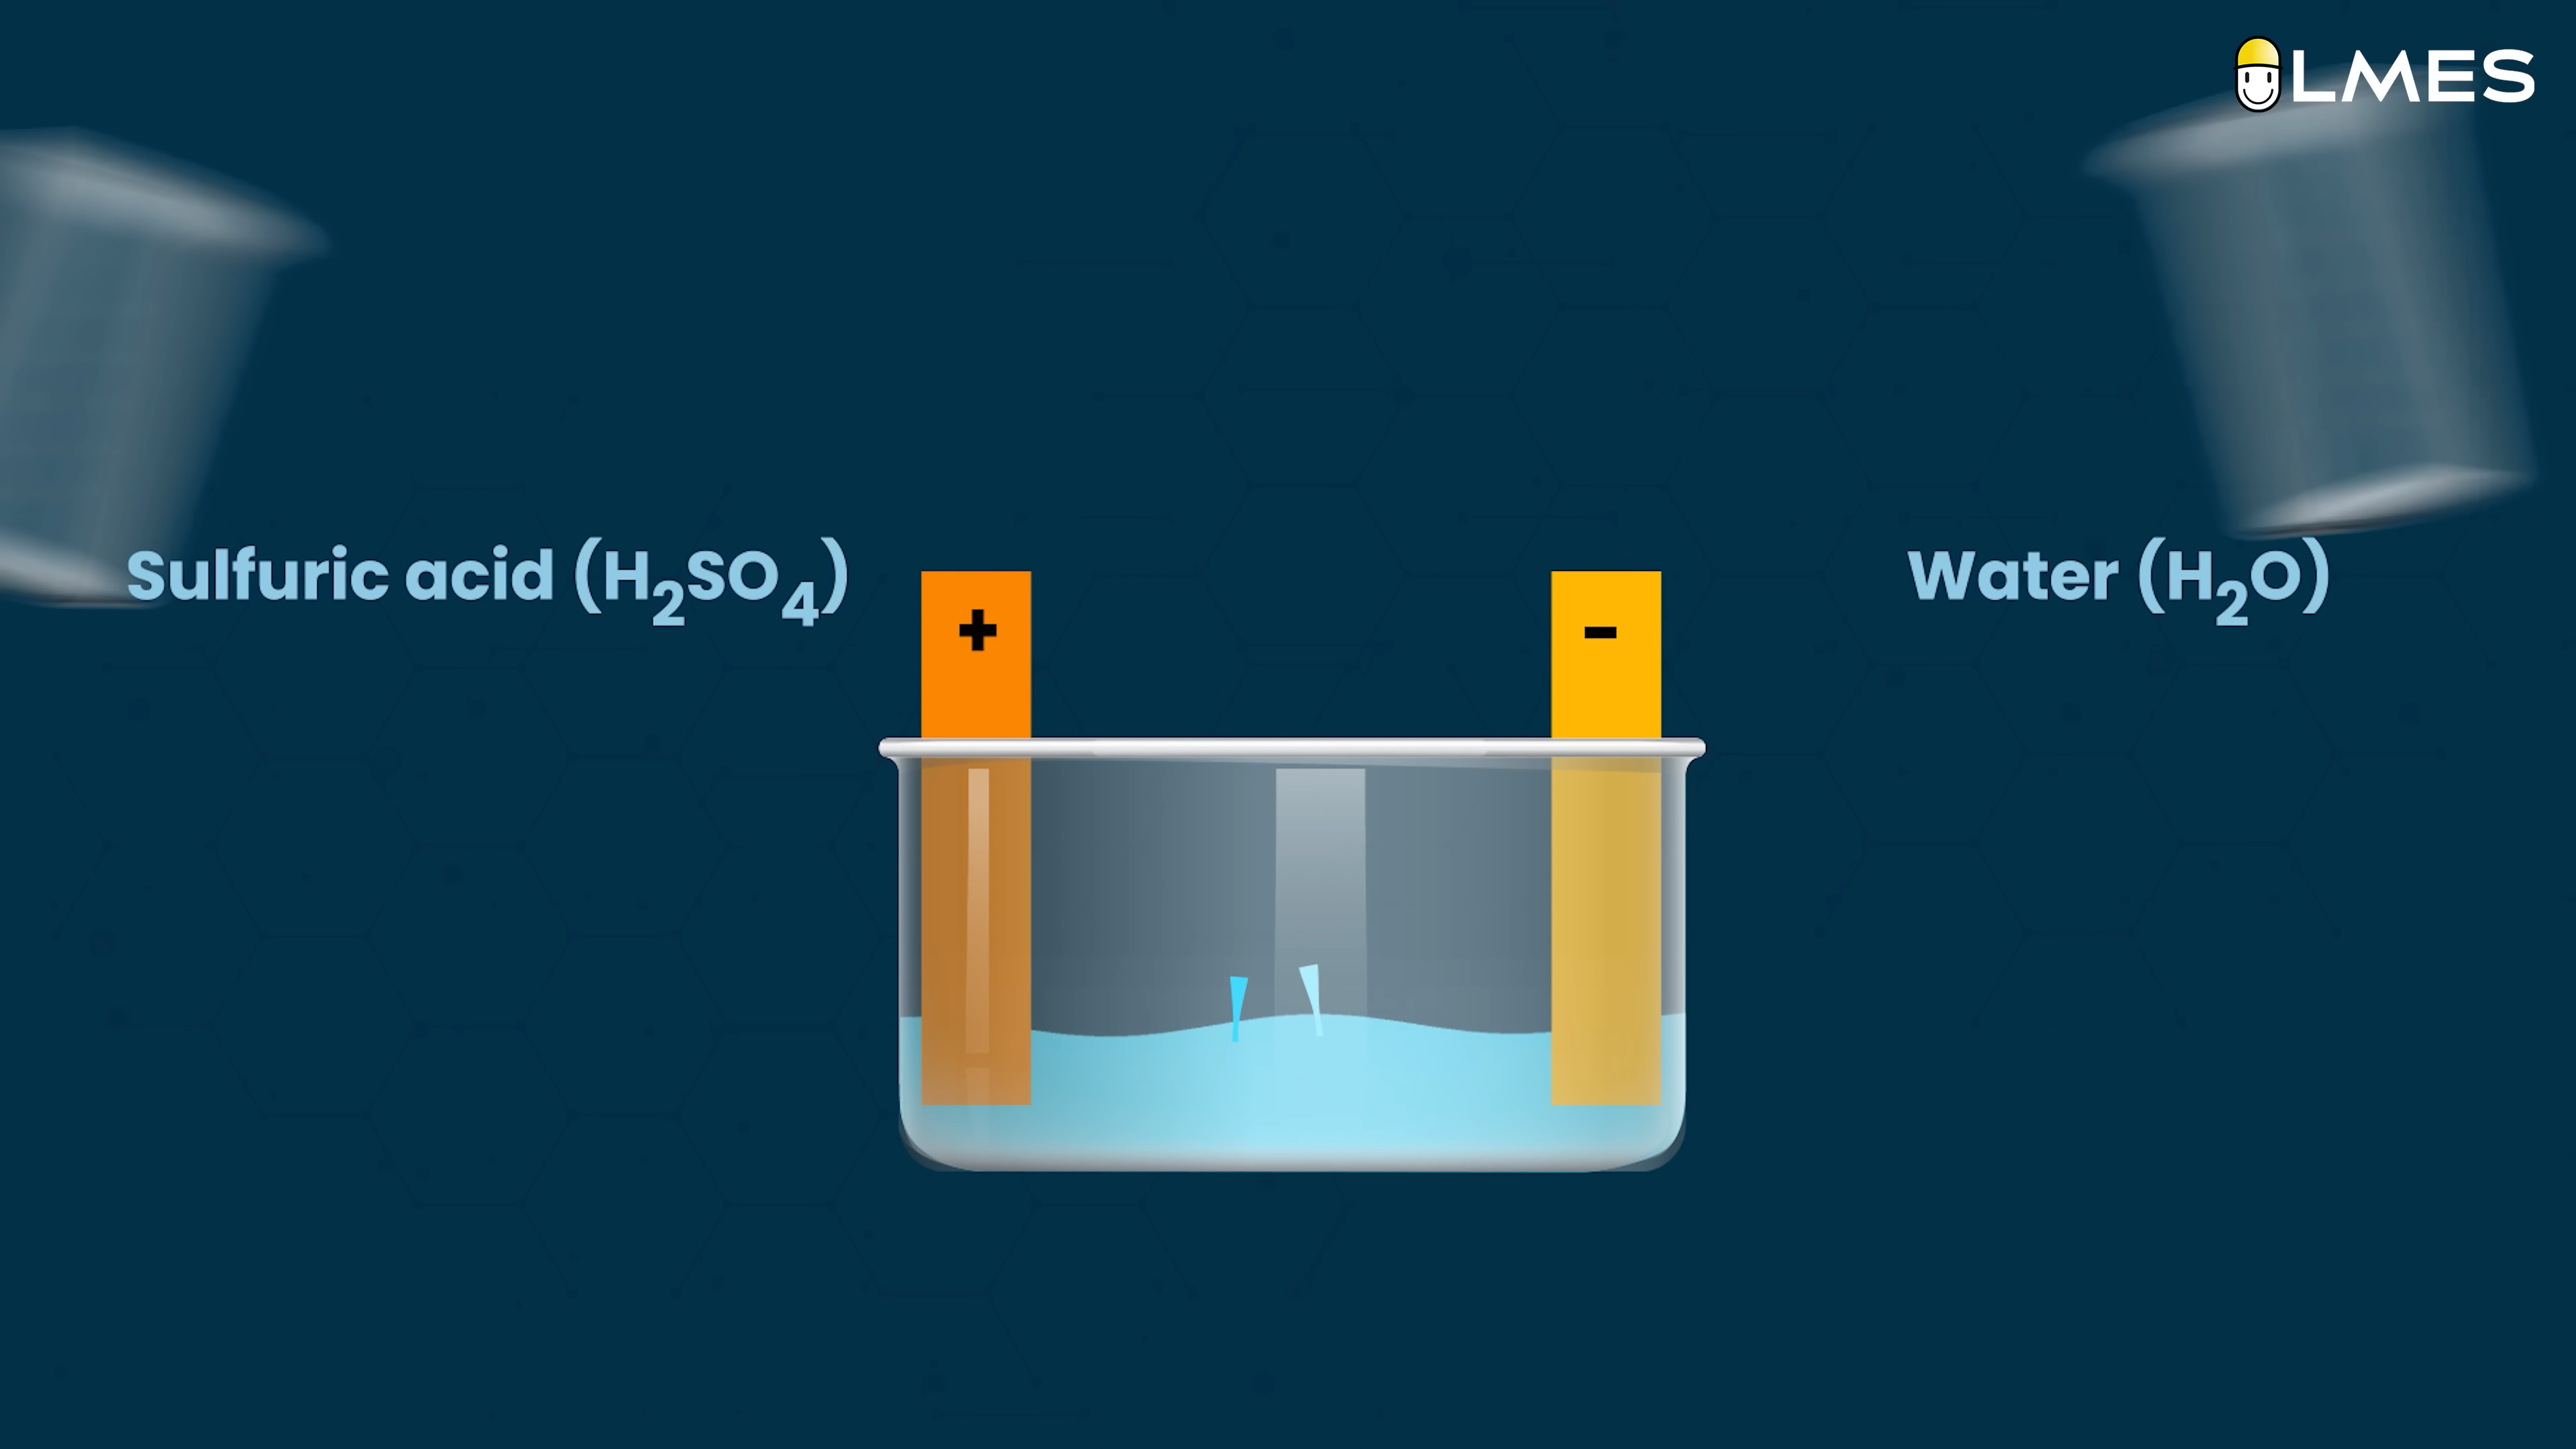 LMES
Sulfuric acid (H₂SO₄)
Water (H₂O)
+
-